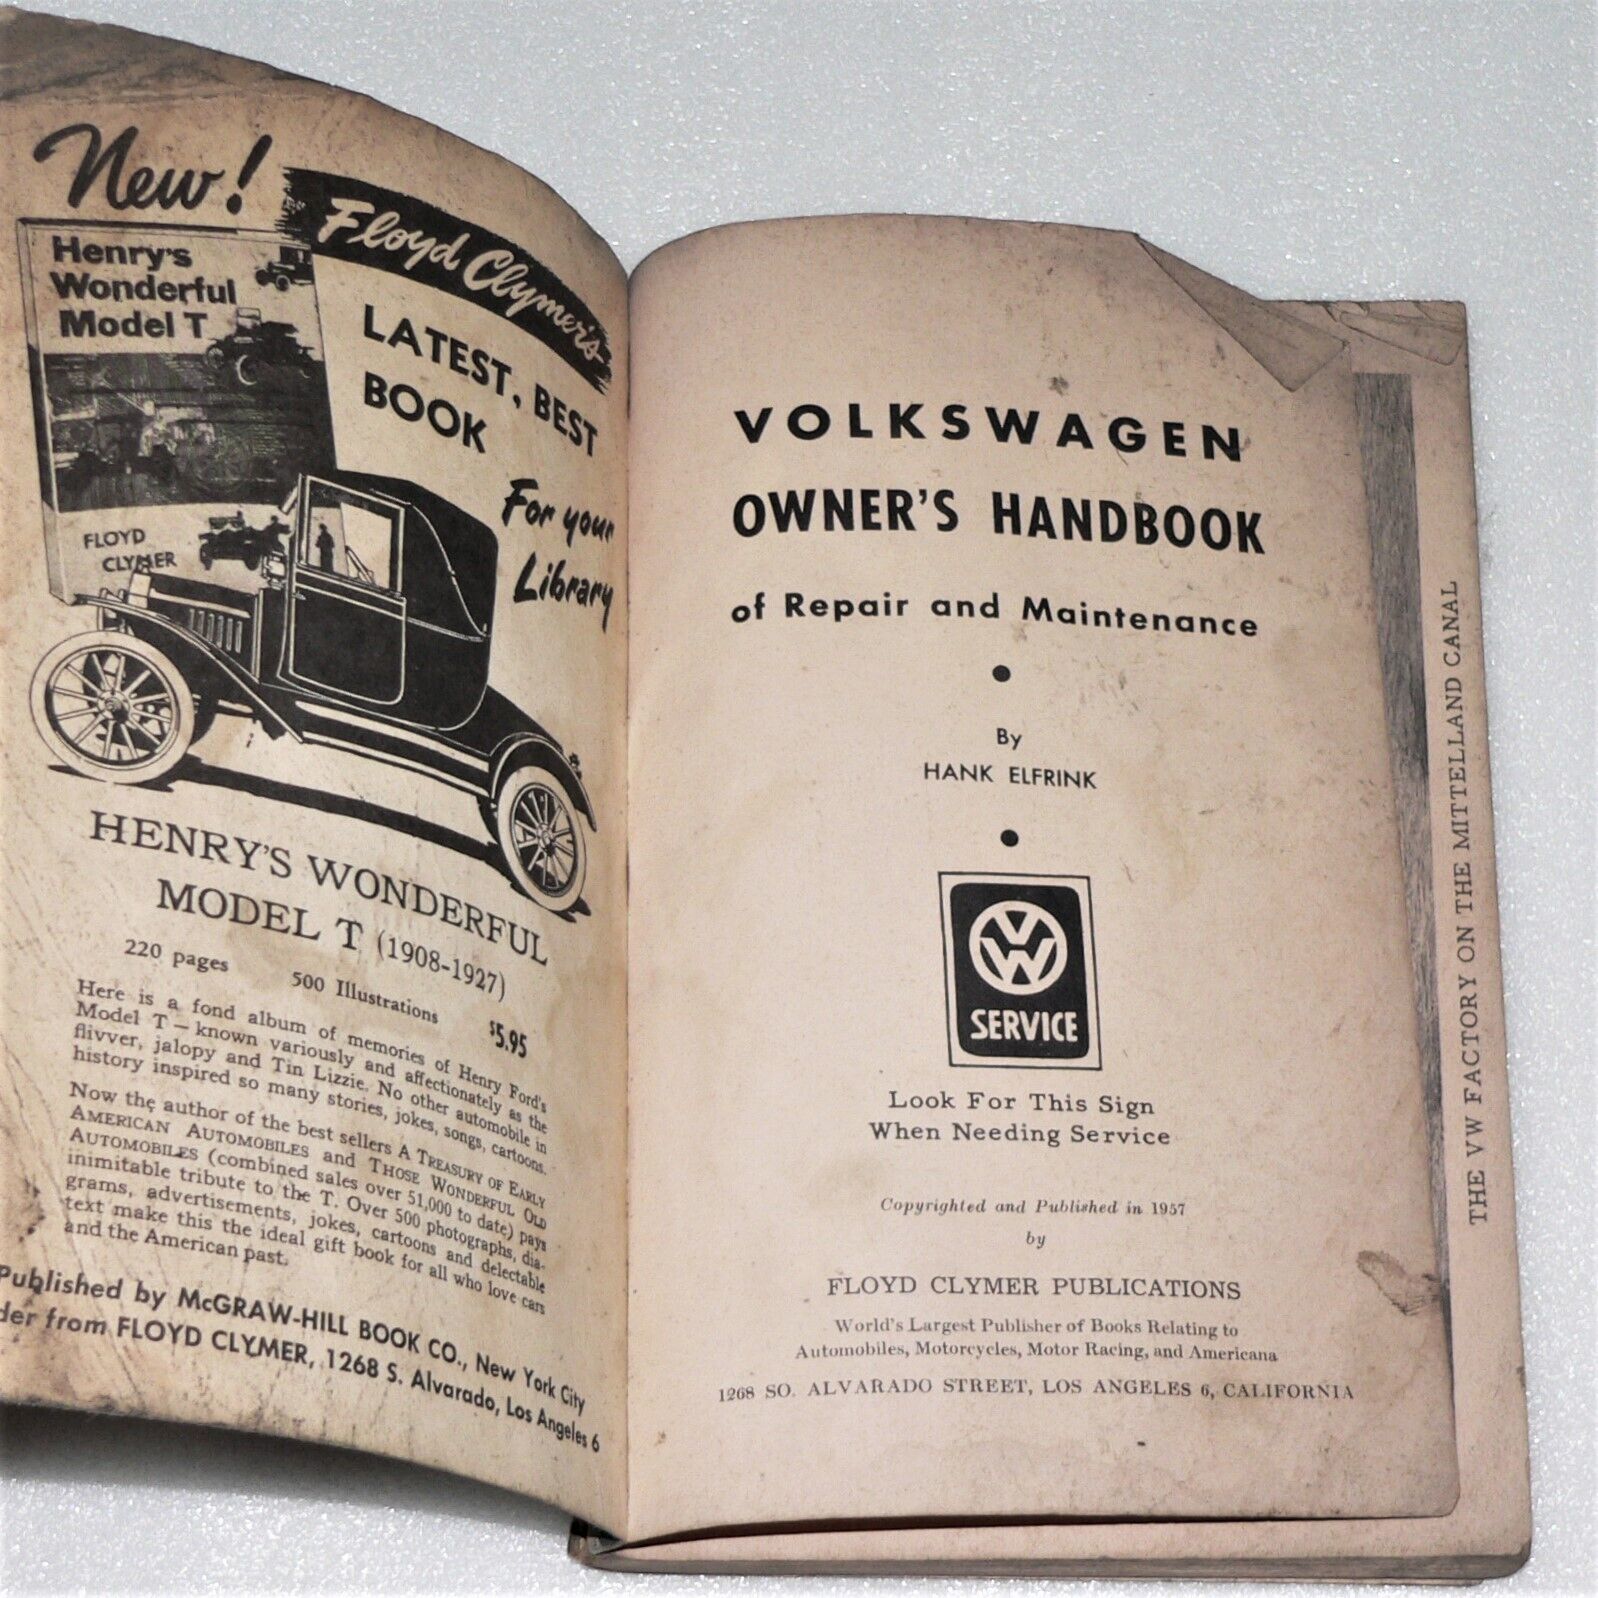 New!
Floyd Clymer's
LATEST, BEST
BOOK
For your
Library
Henry's
Wonderful
Model T
FLOYD
CLYMER
HENRY'S WONDERFUL
MODEL T (1908-1927)
220 pages 500 Illustrations $5.95
Here is a fond album of memories of Henry Ford's
Model T — known variously and affectionately as the
flivver, jalopy and Tin Lizzie. No other automobile in
history inspired so many stories, jokes, songs, cartoons.
Now the author of the best sellers A TREASURY OF EARLY
AMERICAN AUTOMOBILES and THOSE WONDERFUL OLD
AUTOMOBILES (combined sales over 51,000 to date) pays
inimitable tribute to the T. Over 500 photographs, dia-
grams, advertisements, jokes, cartoons and delectable
text make this the ideal gift book for all who love cars
and the American past.
Published by McGRAW-HILL BOOK CO., New York City
der from FLOYD CLYMER, 1268 S. Alvarado, Los Angeles 6
VOLKSWAGEN
OWNER'S HANDBOOK
of Repair and Maintenance
By
HANK ELFRINK
VW
SERVICE
Look For This Sign
When Needing Service
Copyrighted and Published in 1957
by
FLOYD CLYMER PUBLICATIONS
World's Largest Publisher of Books Relating to
Automobiles, Motorcycles, Motor Racing, and Americana
1268 SO. ALVARADO STREET, LOS ANGELES 6, CALIFORNIA
THE VW FACTORY ON THE MITTELLAND CANAL